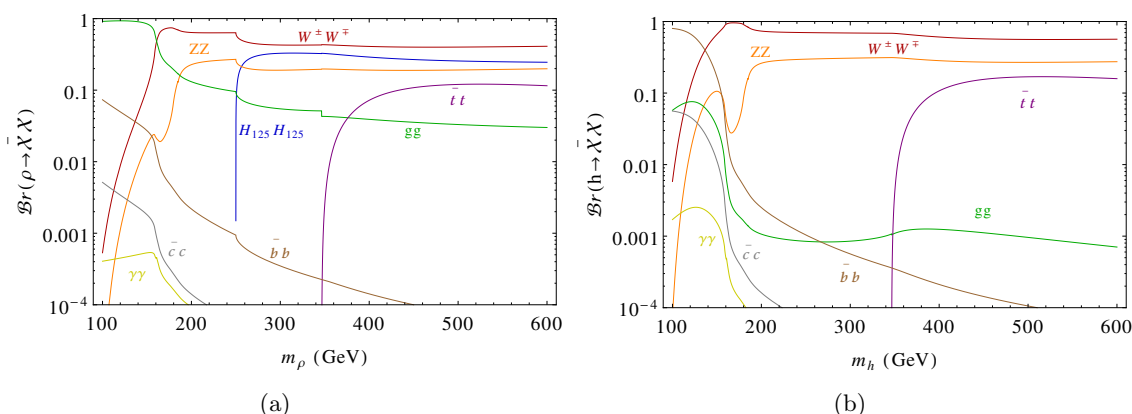 1
0.1
0.01
0.001
10⁻⁴
100 200 300 400 500 600
ℬr(ρ→X̄X)
m_ρ (GeV)
W^± W^∓
ZZ
t̄ t
H₁₂₅ H₁₂₅
gg
c̄ c
γγ
b̄ b
(a)
1
0.1
0.01
0.001
10⁻⁴
100 200 300 400 500 600
ℬr(h→X̄X)
m_h (GeV)
W^± W^∓
ZZ
t̄ t
gg
γγ
c̄ c
b̄ b
(b)